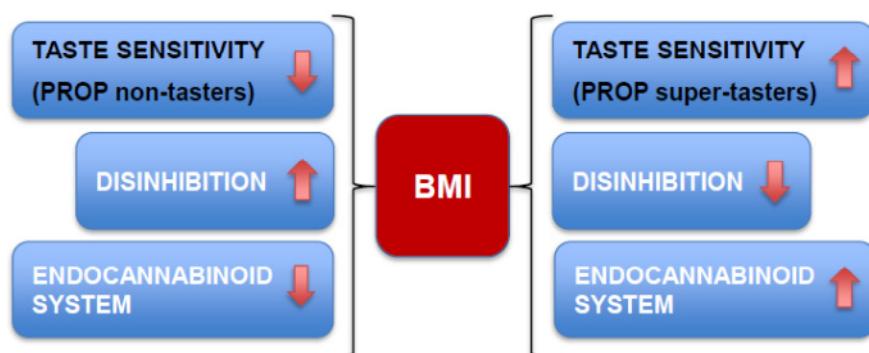 TASTE SENSITIVITY
(PROP non-tasters)
DISINHIBITION
ENDOCANNABINOID
SYSTEM
BMI
TASTE SENSITIVITY
(PROP super-tasters)
DISINHIBITION
ENDOCANNABINOID
SYSTEM